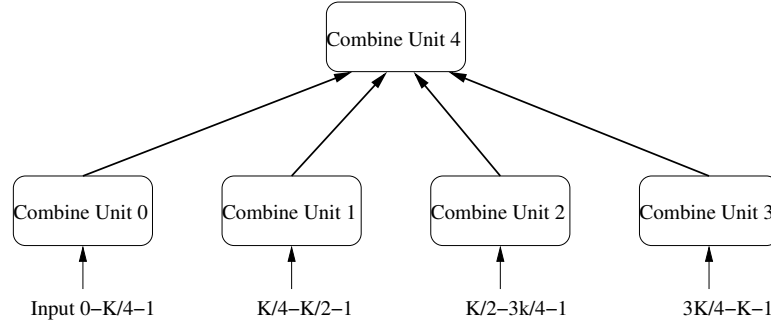 Combine Unit 4
Combine Unit 0
Combine Unit 1
Combine Unit 2
Combine Unit 3
Input 0−K/4−1
K/4−K/2−1
K/2−3k/4−1
3K/4−K−1